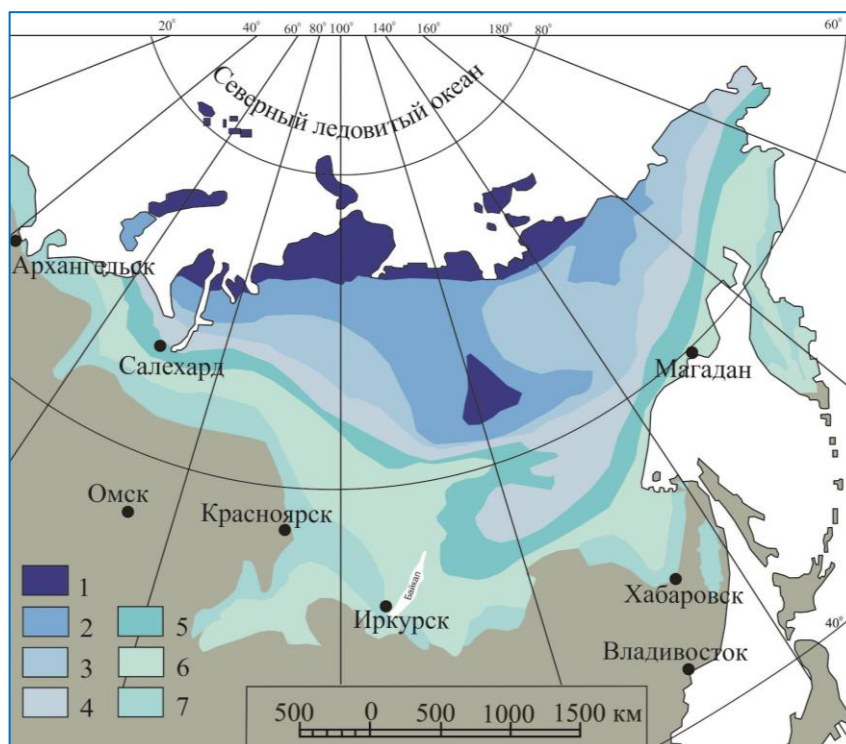 20° 40° 60° 80° 100° 140° 160° 180° 80° 60°
Северный ледовитый океан
Архангельск
Салехард
Магадан
Омск
Красноярск
Байкал
Иркурск
Хабаровск
40°
Владивосток
1
2 5
3 6
4 7
500 0 500 1000 1500 км